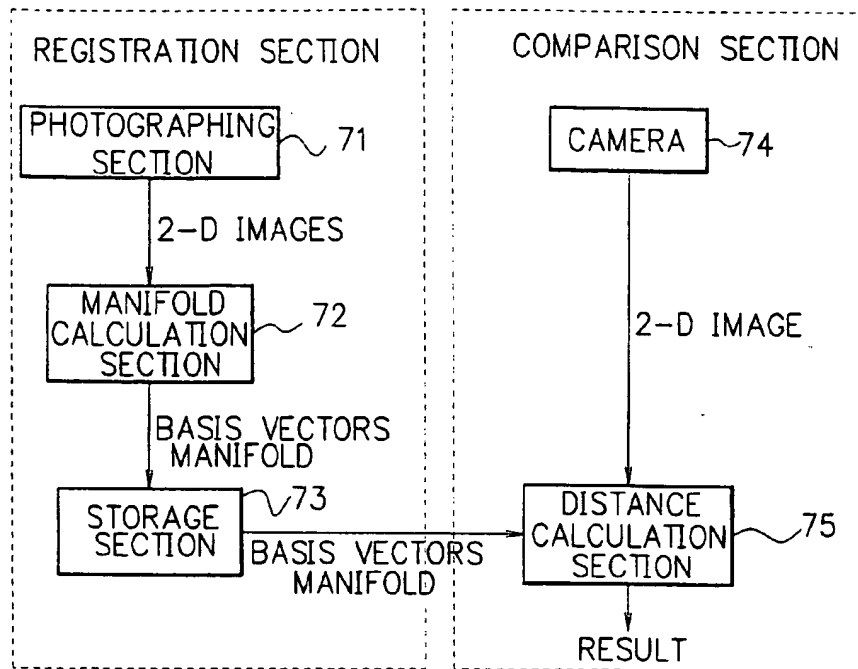 REGISTRATION SECTION
PHOTOGRAPHING
SECTION
71
2-D IMAGES
MANIFOLD
CALCULATION
SECTION
72
BASIS VECTORS
MANIFOLD
STORAGE
SECTION
73
BASIS VECTORS
MANIFOLD
COMPARISON SECTION
CAMERA
74
2-D IMAGE
DISTANCE
CALCULATION
SECTION
75
RESULT